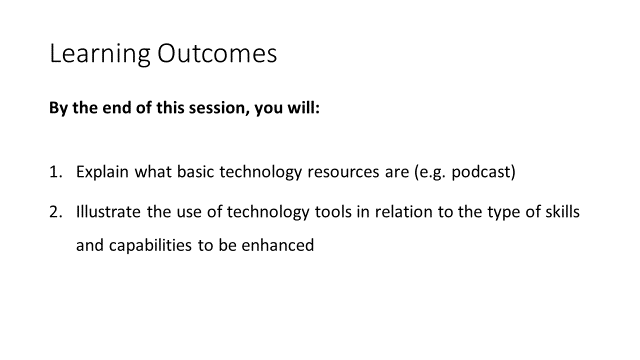 Learning Outcomes
By the end of this session, you will:
1. Explain what basic technology resources are (e.g. podcast)
2. Illustrate the use of technology tools in relation to the type of skills
and capabilities to be enhanced